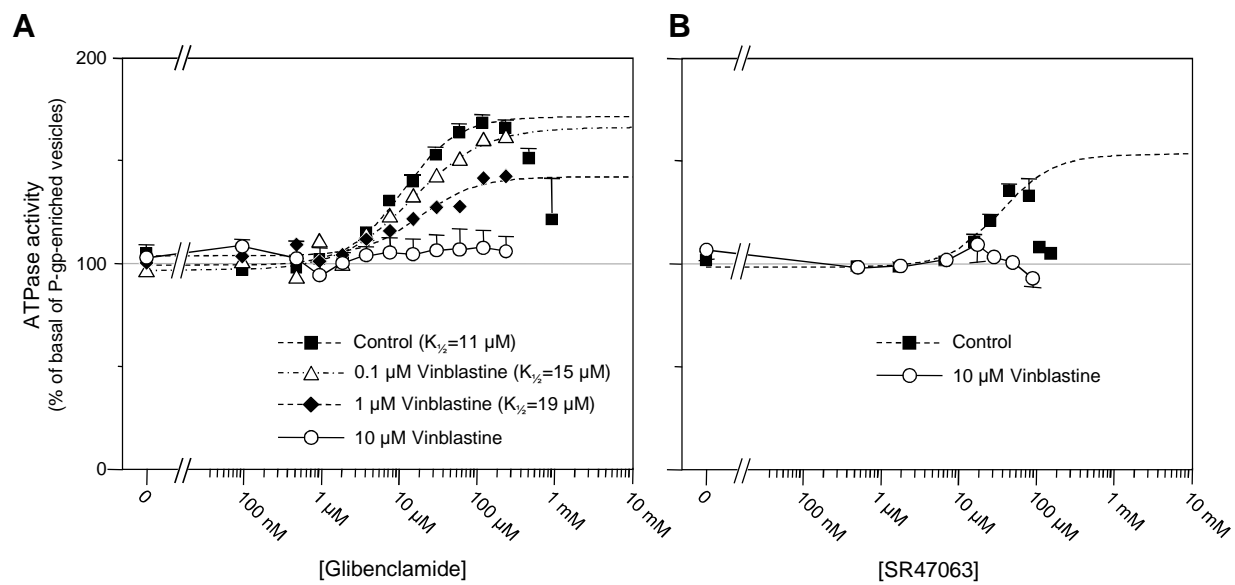 A
B
200
100
0
ATPase activity
(% of basal of P-gp-enriched vesicles)
Control (K½=11 µM)
0.1 µM Vinblastine (K½=15 µM)
1 µM Vinblastine (K½=19 µM)
10 µM Vinblastine
0
100 nM
1 µM
10 µM
100 µM
1 mM
10 mM
[Glibenclamide]
Control
10 µM Vinblastine
0
100 nM
1 µM
10 µM
100 µM
1 mM
10 mM
[SR47063]